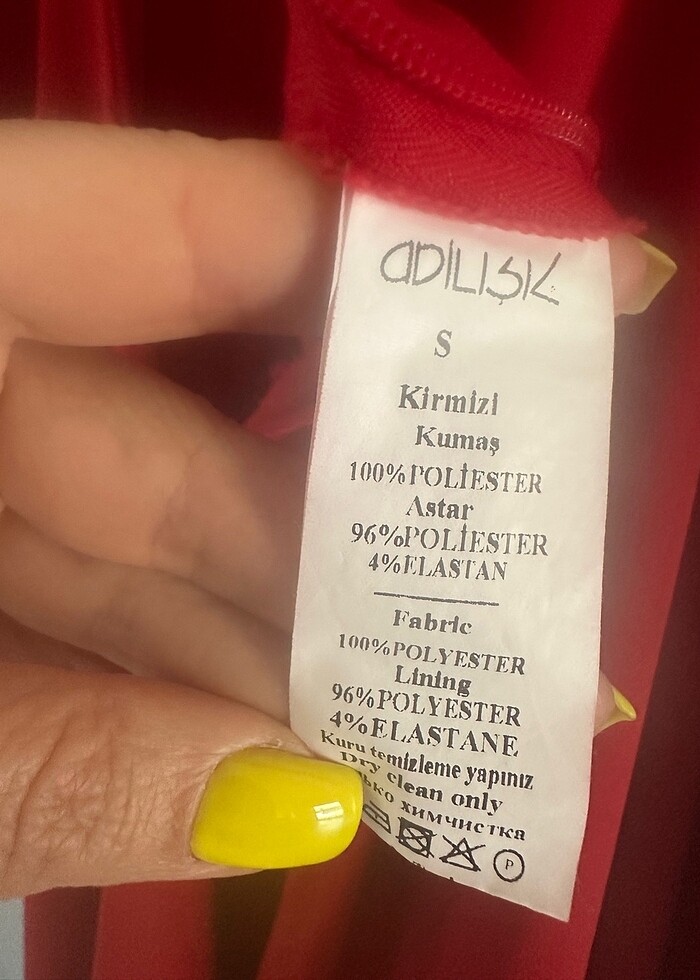 ADILIŞIK
S
Kirmizi
Kumaş
100%POLİESTER
Astar
96%POLİESTER
4%ELASTAN
Fabric
100%POLYESTER
Lining
96%POLYESTER
4%ELASTANE
Kuru temizleme yapınız
Dry clean only
химчистка
P